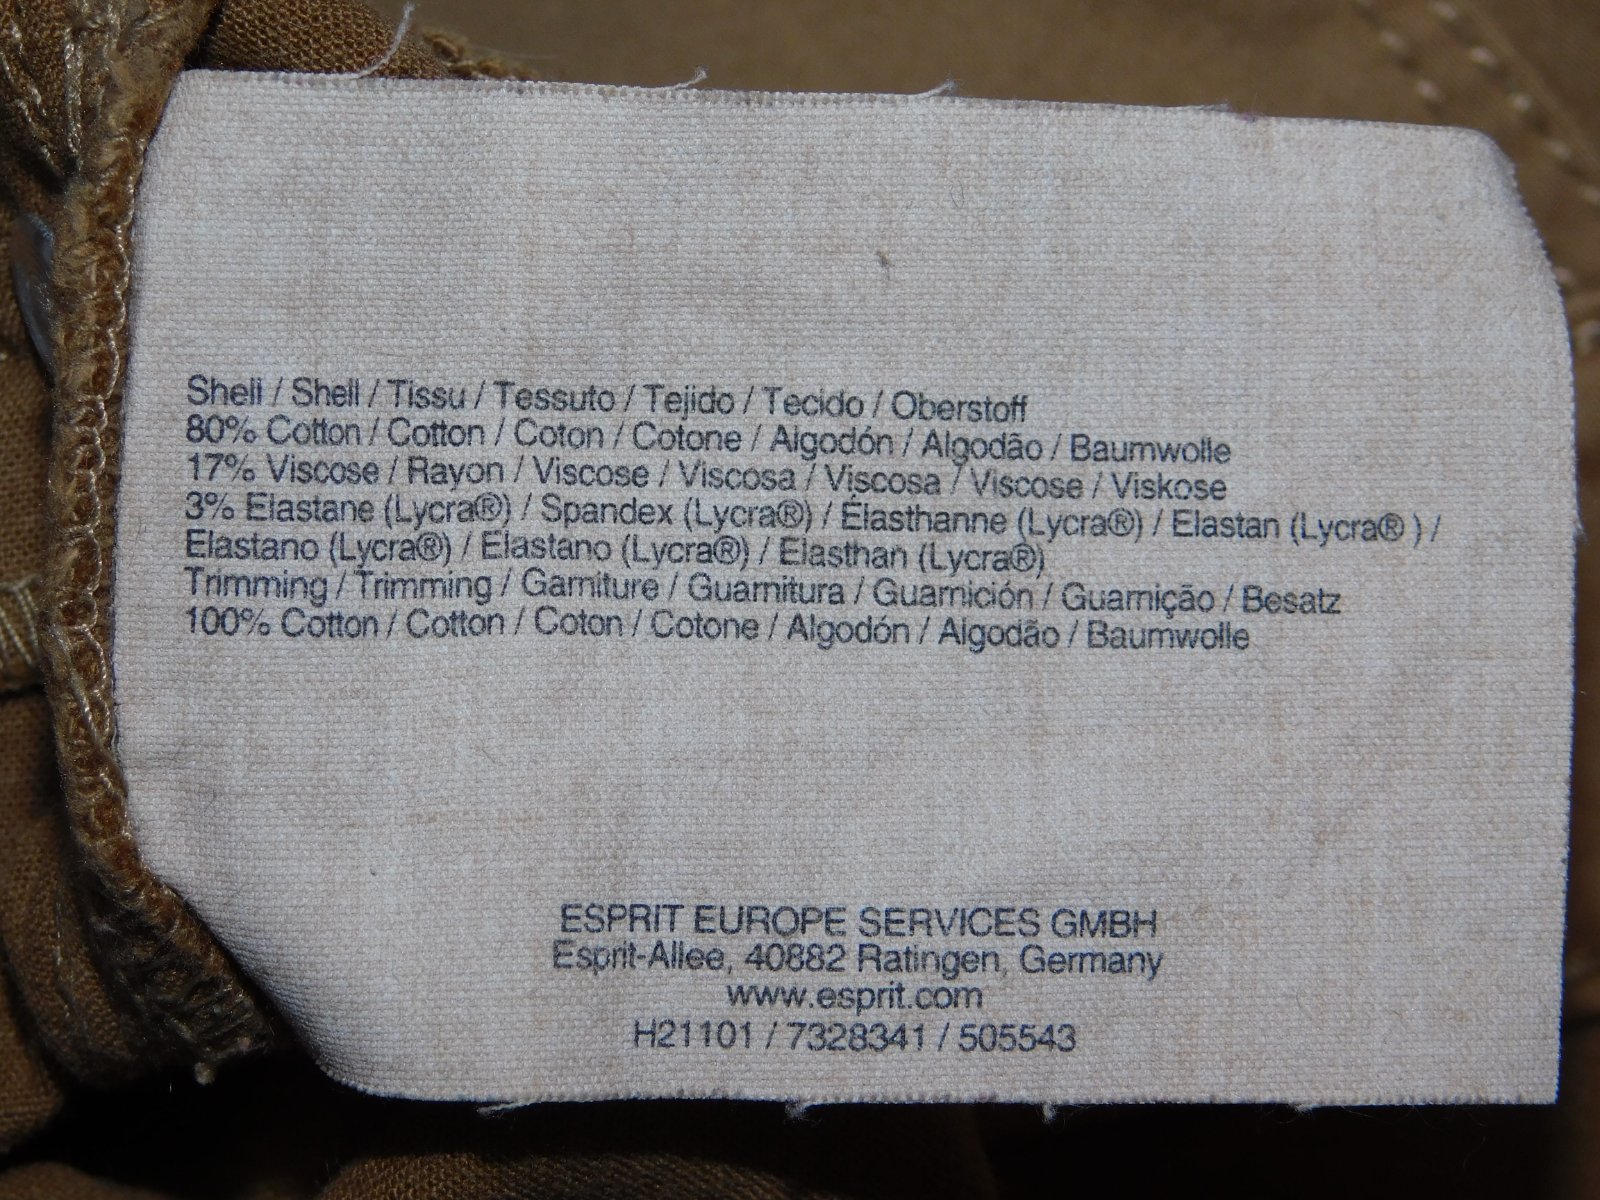 Shell / Shell / Tissu / Tessuto / Tejido / Tecido / Oberstoff
80% Cotton / Cotton / Coton / Cotone / Algodón / Algodão / Baumwolle
17% Viscose / Rayon / Viscose / Viscosa / Viscosa / Viscose / Viskose
3% Elastane (Lycra®) / Spandex (Lycra®) / Élasthanne (Lycra®) / Elastan (Lycra® ) /
Elastano (Lycra®) / Elastano (Lycra®) / Elasthan (Lycra®)
Trimming / Trimming / Garniture / Guarnitura / Guarnición / Guarnição / Besatz
100% Cotton / Cotton / Coton / Cotone / Algodón / Algodão / Baumwolle
ESPRIT EUROPE SERVICES GMBH
Esprit-Allee, 40882 Ratingen, Germany
www.esprit.com
H21101 / 7328341 / 505543